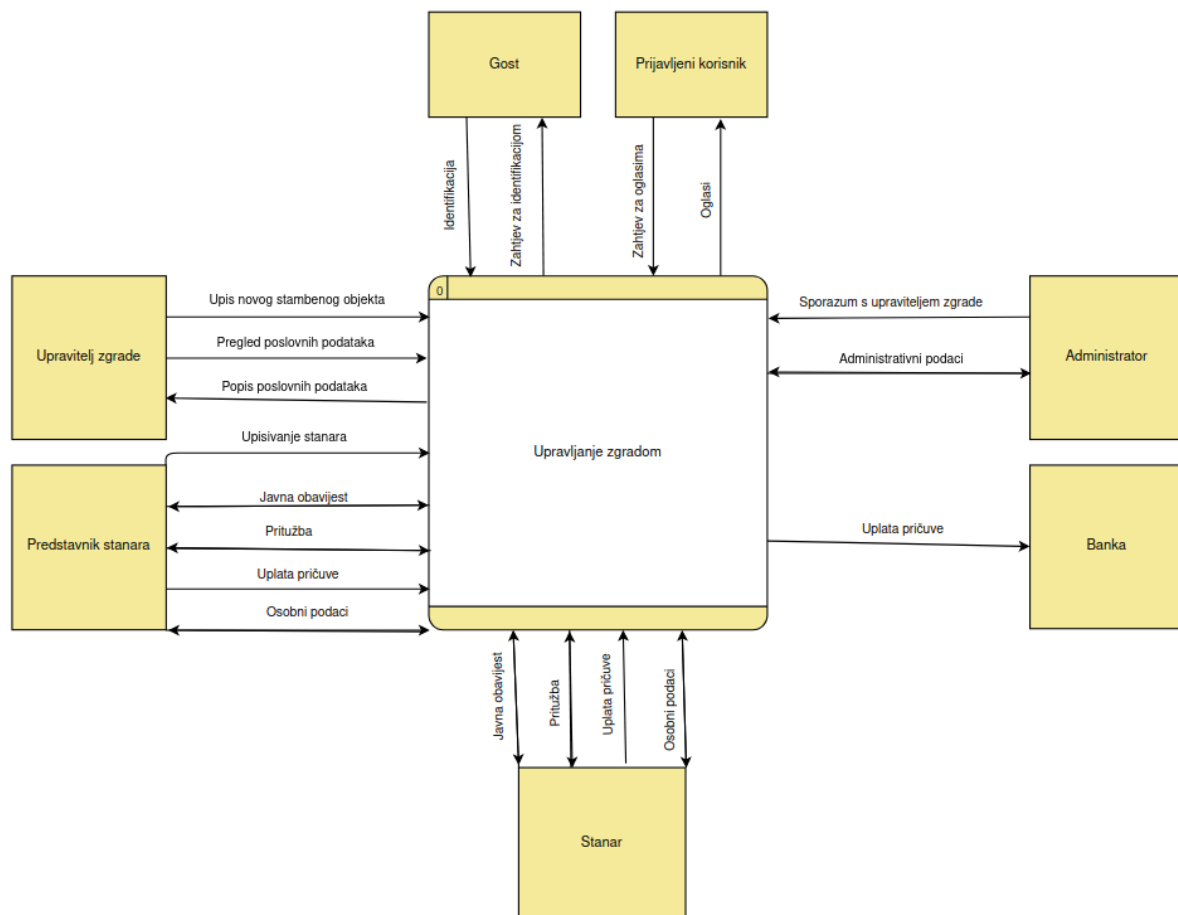 Gost
Prijavljeni korisnik
Identifikacija
Zahtjev za identifikacijom
Zahtjev za oglasima
Oglasi
0
Upravitelj zgrade
Upis novog stambenog objekta
Pregled poslovnih podataka
Popis poslovnih podataka
Sporazum s upraviteljem zgrade
Administrativni podaci
Administrator
Upravljanje zgradom
Predstavnik stanara
Upisivanje stanara
Javna obavijest
Pritužba
Uplata pričuve
Osobni podaci
Uplata pričuve
Banka
Javna obavijest
Pritužba
Uplata pričuve
Osobni podaci
Stanar